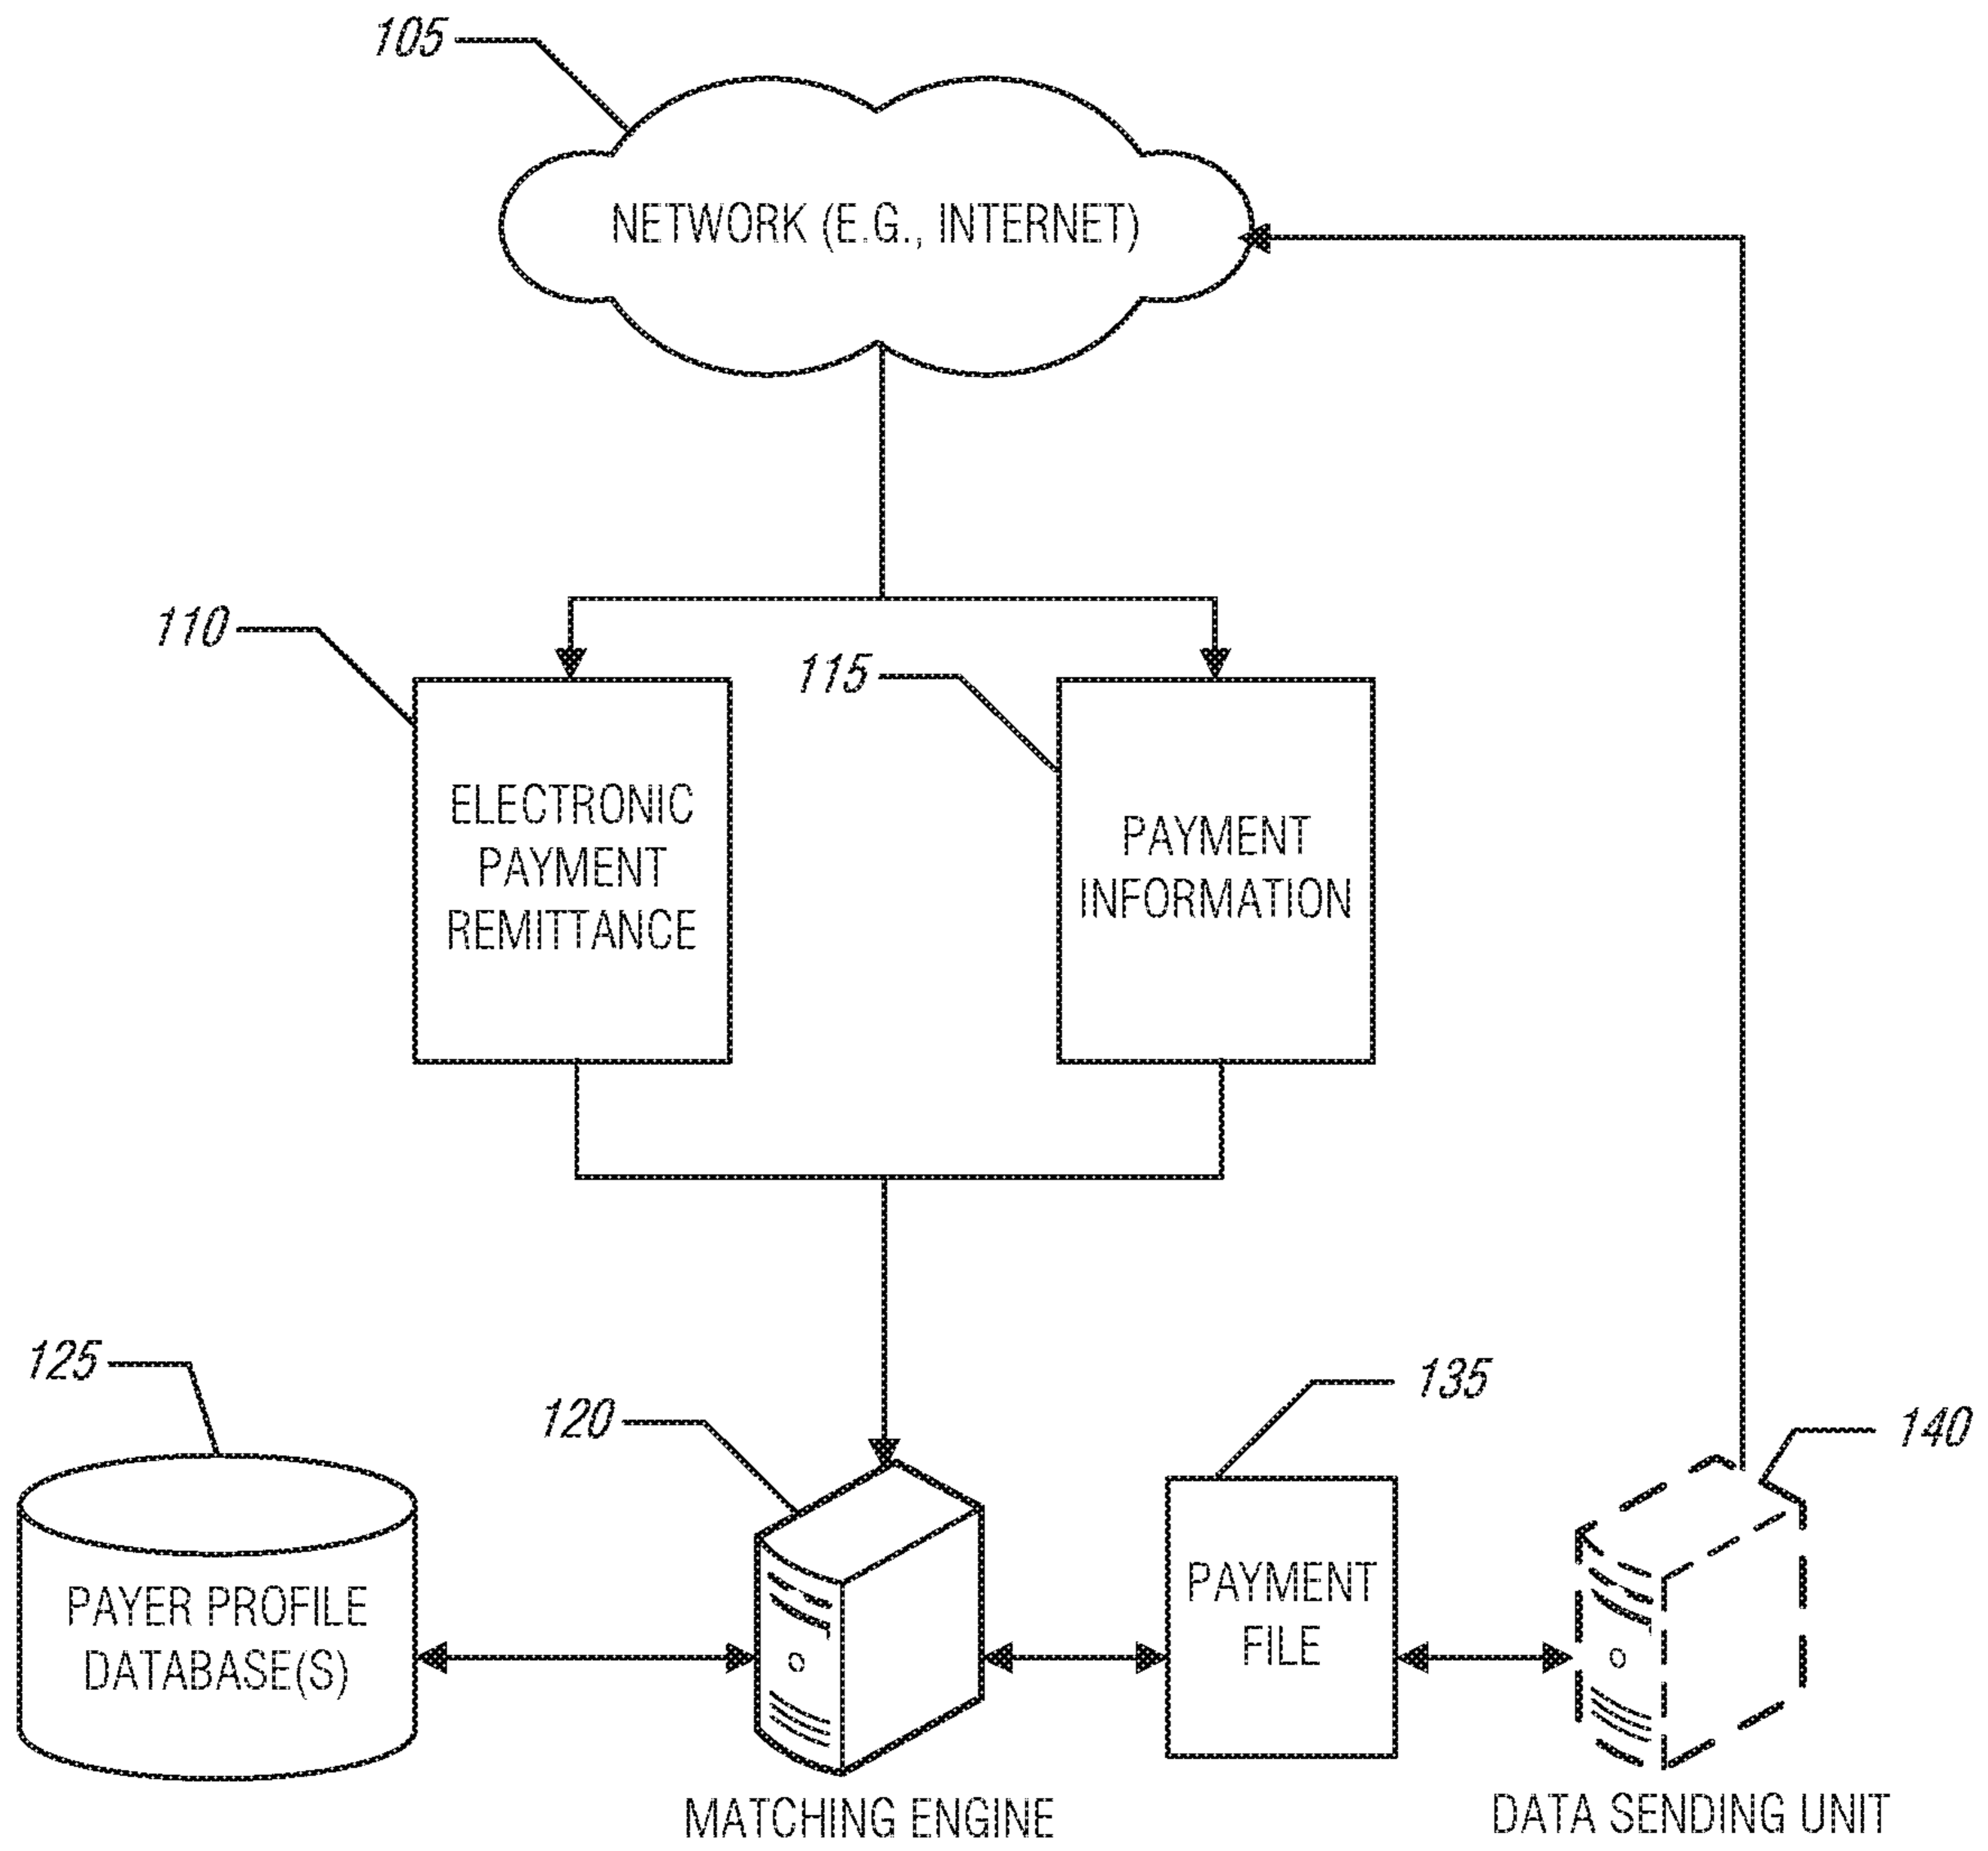 105
NETWORK (E.G., INTERNET)
110
115
ELECTRONIC
PAYMENT
REMITTANCE
PAYMENT
INFORMATION
125
120
135
140
PAYER PROFILE
DATABASE(S)
PAYMENT
FILE
MATCHING ENGINE
DATA SENDING UNIT